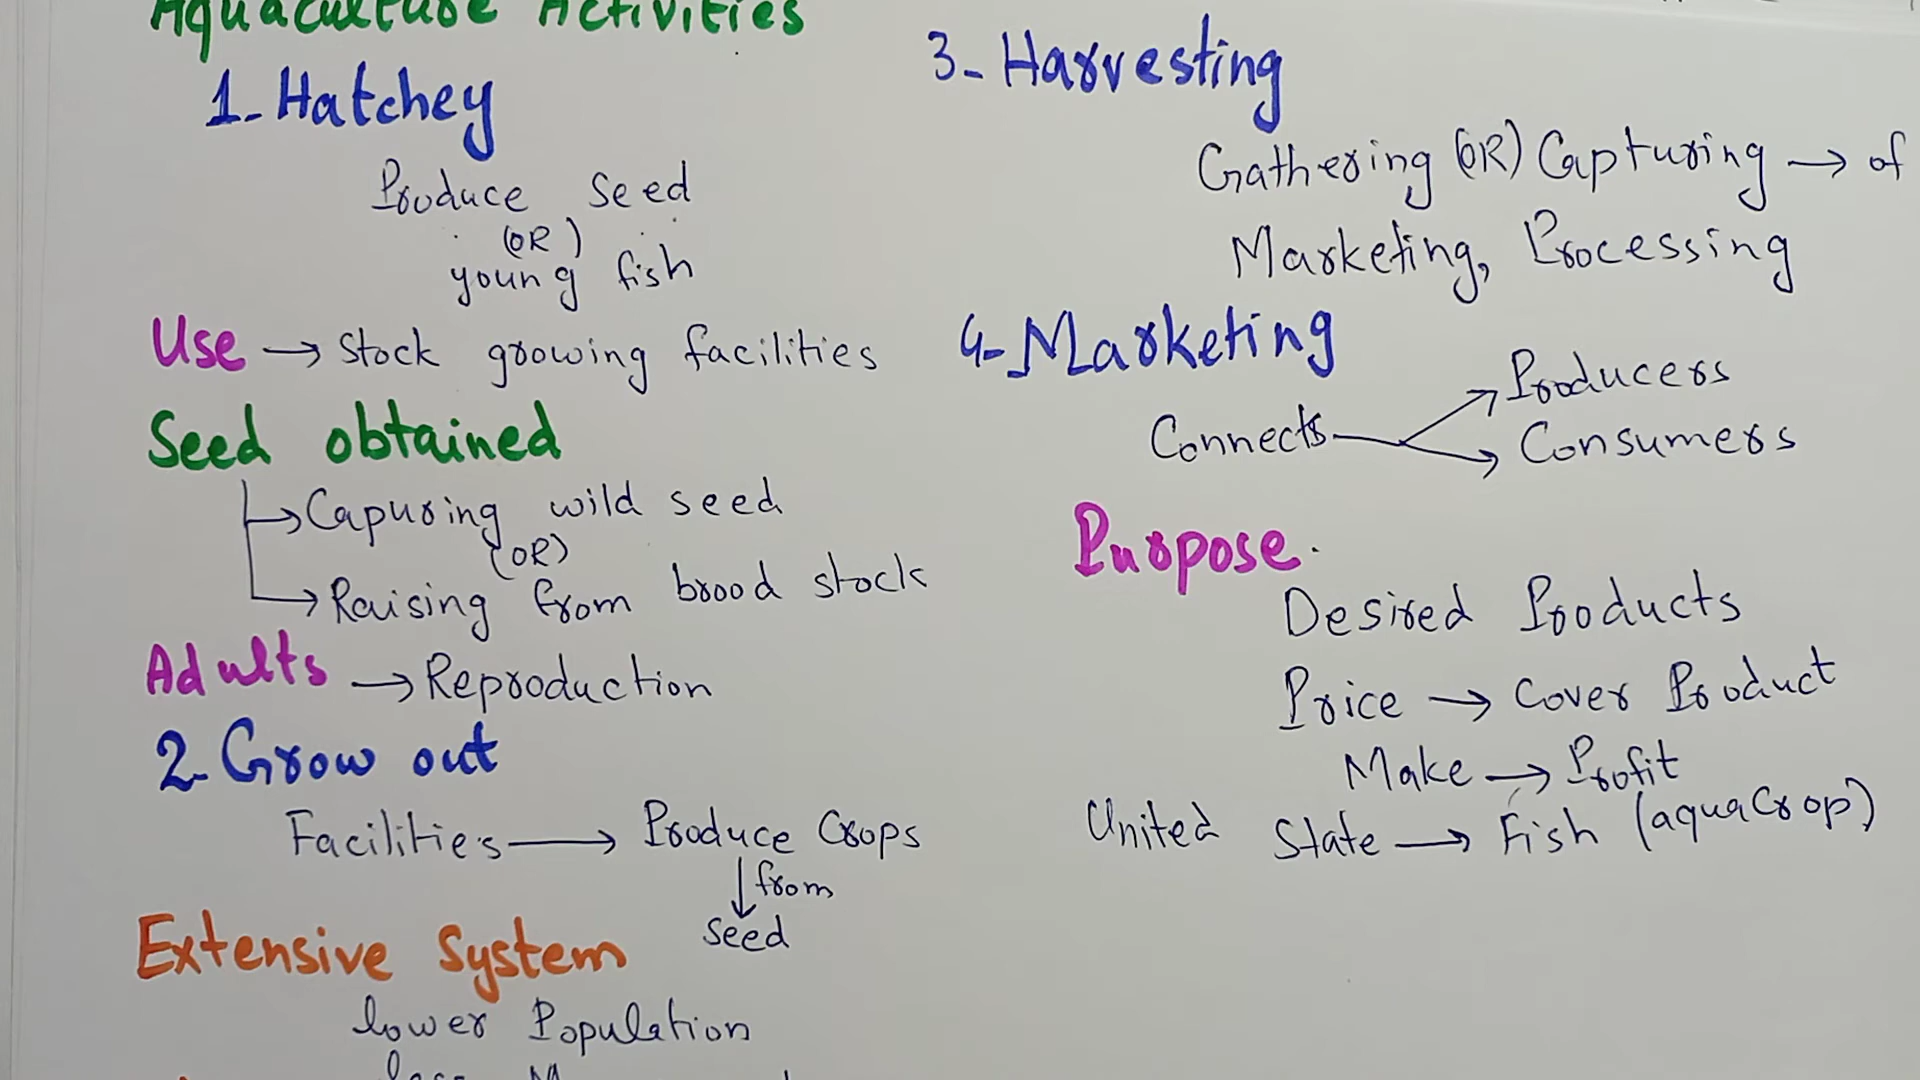 Aquaculture Activities
1- Hatchey
Produce seed
(OR)
young fish
Use → Stock growing facilities
Seed obtained
→ Capuring wild seed
(OR)
→ Raising from brood stock
Adults → Reproduction
2- Grow out
Facilities → Produce Crops
↓ from
seed
Extensive System
lower Population
3- Harvesting
Gathering (OR) Capturing → of
Marketing, Processing
4- Marketing
Connects → Producers
→ Consumers
Purpose.
Desired Products
Price → Cover Product
Make → Profit
United State → Fish (aquacrop)